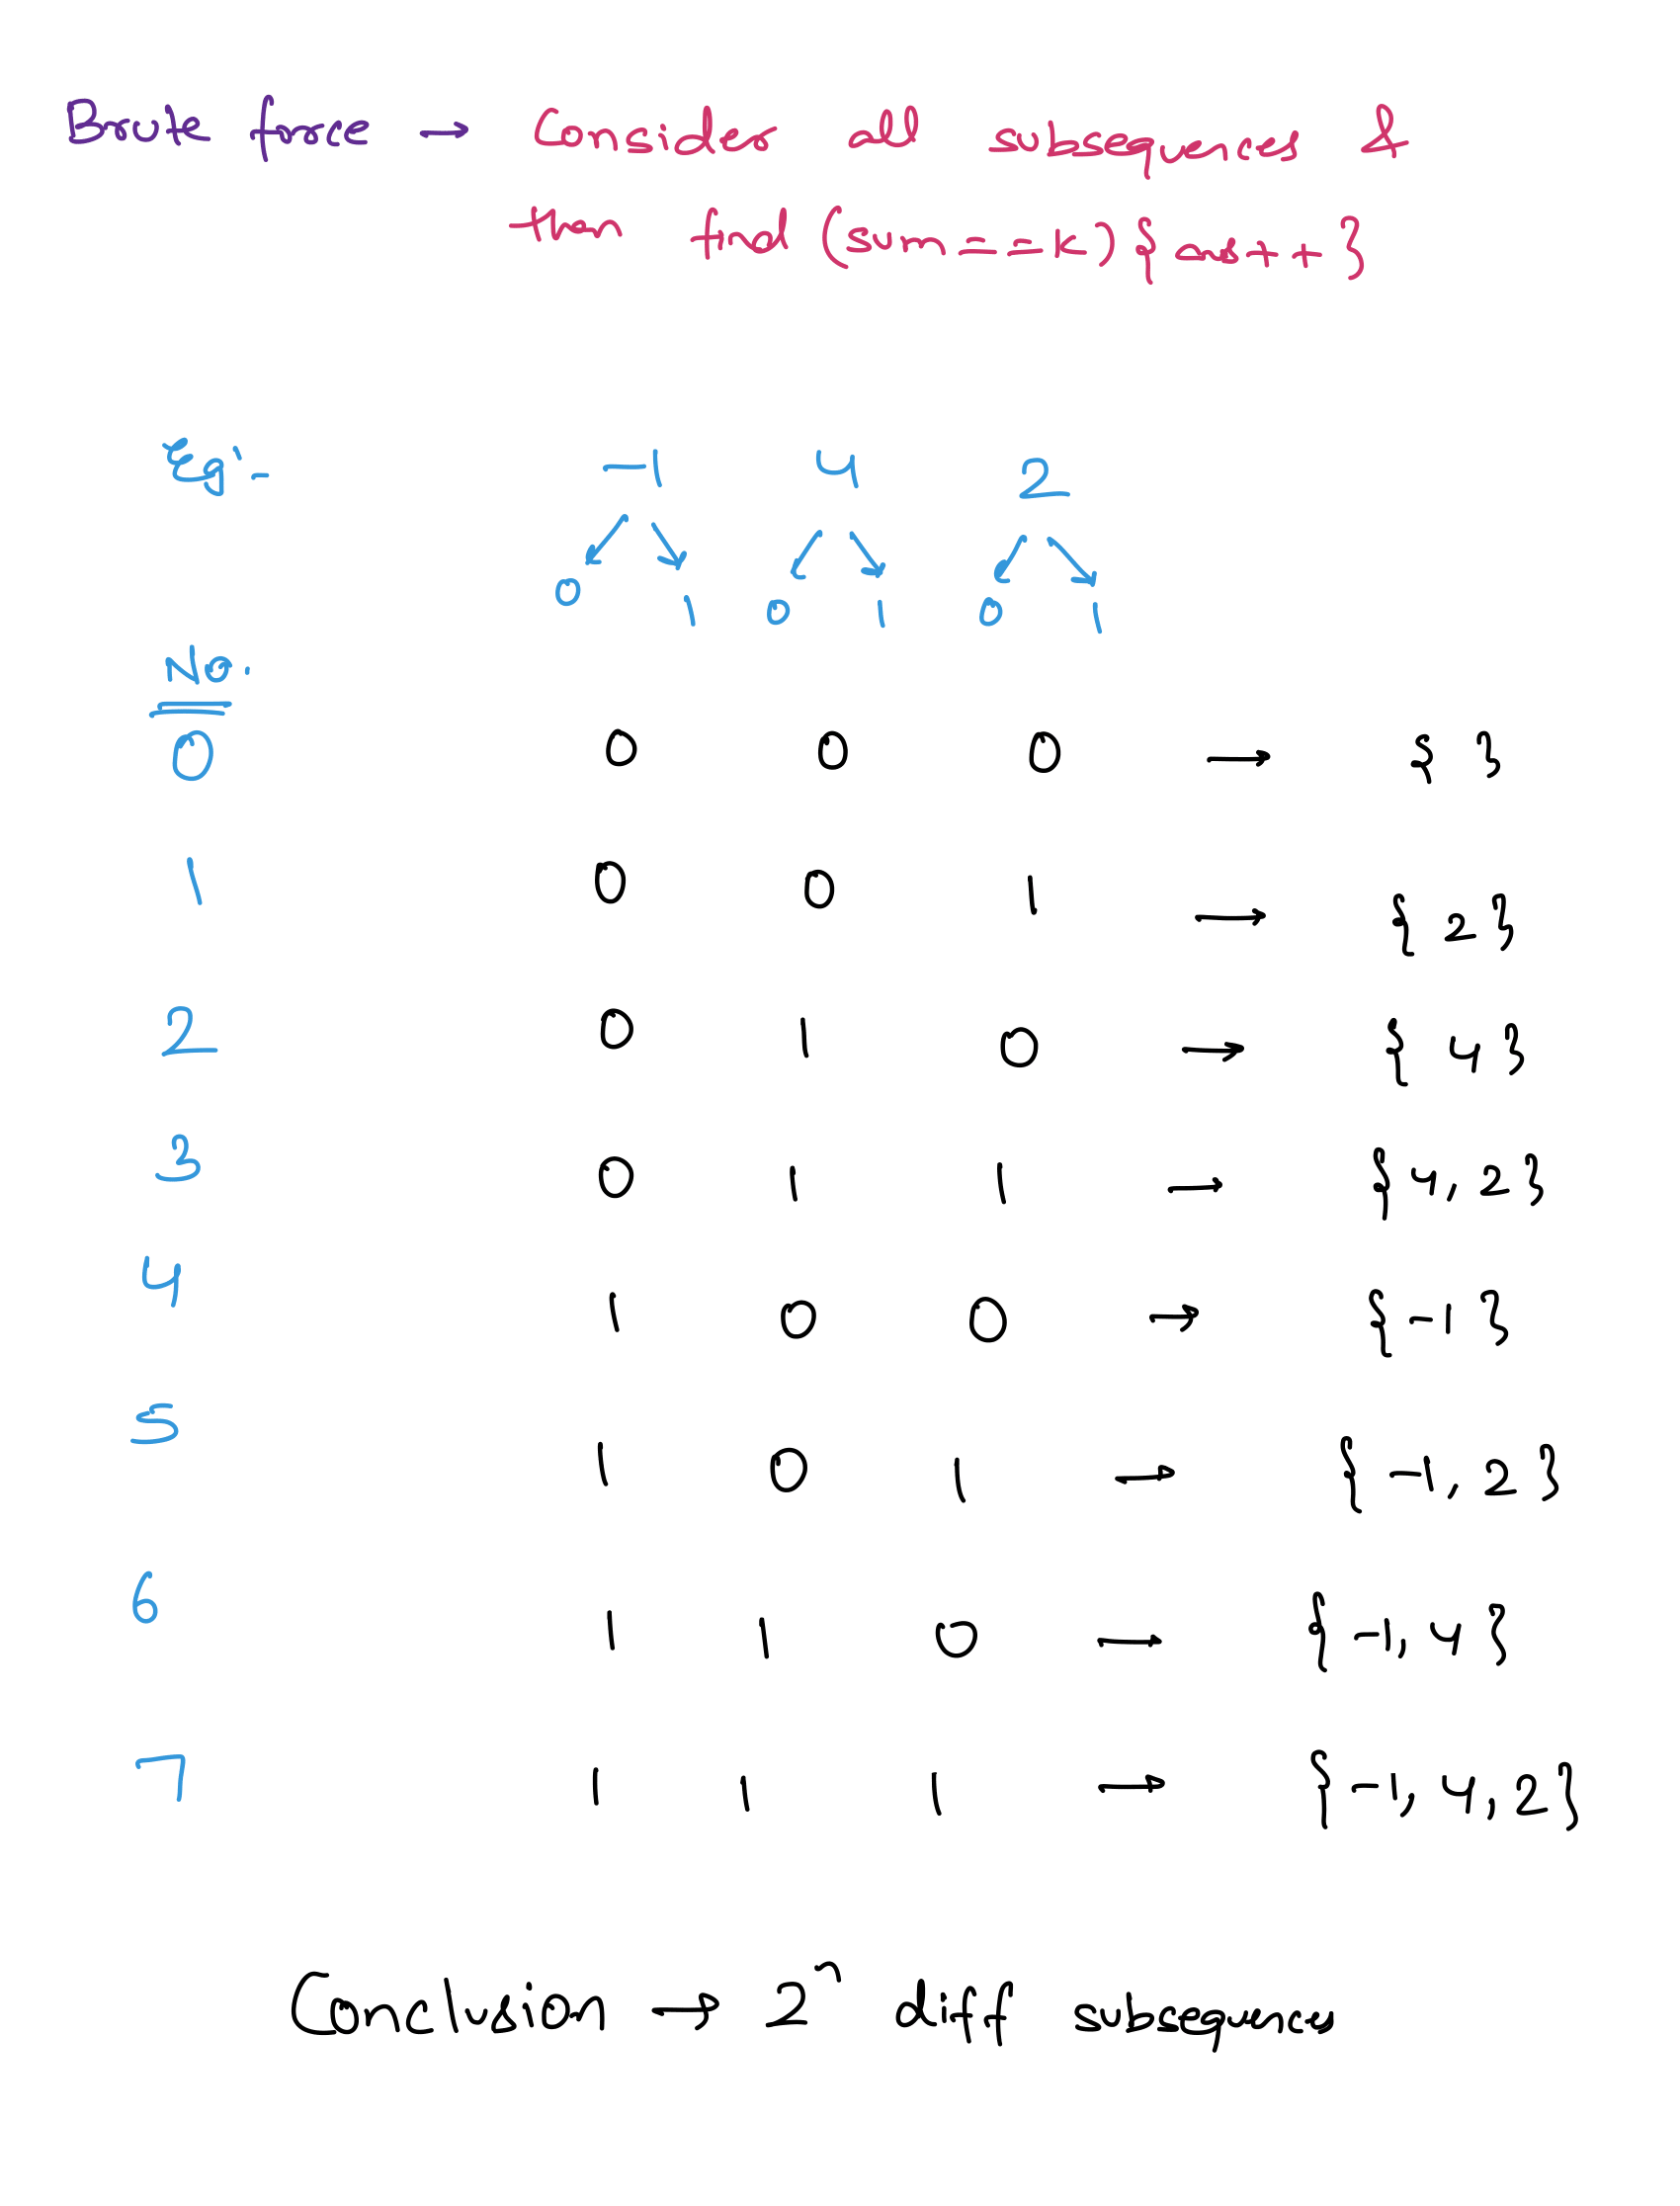 Brute force → Consider all subsequences &
then find (sum == k) { ans++ }
Eg:- -1 4 2
0 1 0 1 0 1
No.
0 0 0 0 → { }
1 0 0 1 → { 2 }
2 0 1 0 → { 4 }
3 0 1 1 → { 4, 2 }
4 1 0 0 → { -1 }
5 1 0 1 → { -1, 2 }
6 1 1 0 → { -1, 4 }
7 1 1 1 → { -1, 4, 2 }
Conclusion → 2^n diff subsequences